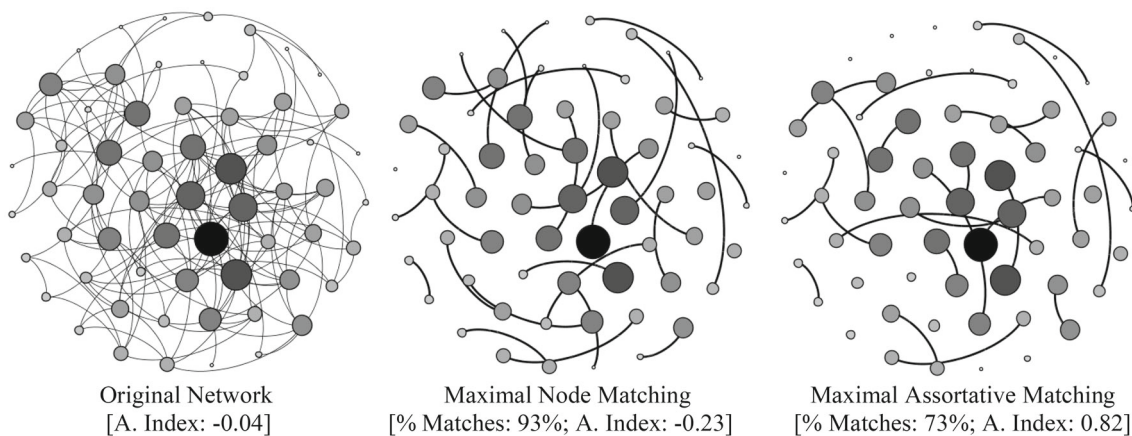 Original Network
[A. Index: -0.04]
Maximal Node Matching
[% Matches: 93%; A. Index: -0.23]
Maximal Assortative Matching
[% Matches: 73%; A. Index: 0.82]